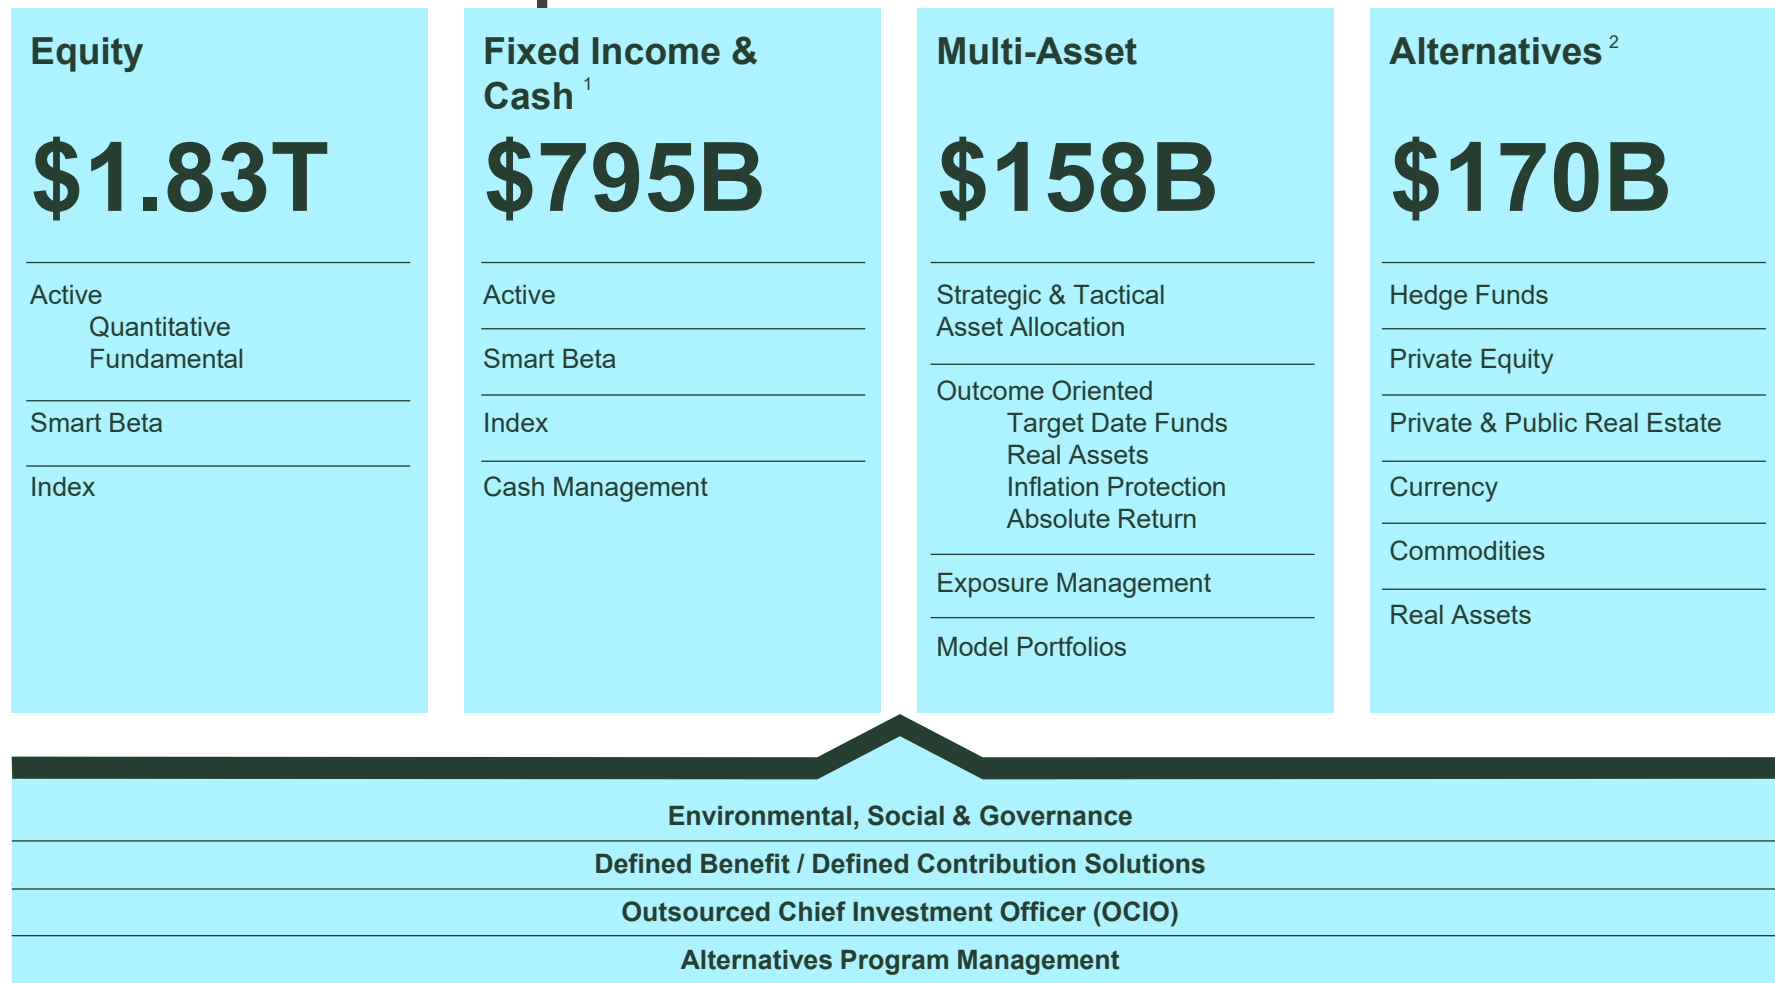 Equity
$1.83T
Active
Quantitative
Fundamental
Smart Beta
Index
Fixed Income &
Cash 1
$795B
Active
Smart Beta
Index
Cash Management
Multi-Asset
$158B
Strategic & Tactical
Asset Allocation
Outcome Oriented
Target Date Funds
Real Assets
Inflation Protection
Absolute Return
Exposure Management
Model Portfolios
Alternatives 2
$170B
Hedge Funds
Private Equity
Private & Public Real Estate
Currency
Commodities
Real Assets
Environmental, Social & Governance
Defined Benefit / Defined Contribution Solutions
Outsourced Chief Investment Officer (OCIO)
Alternatives Program Management